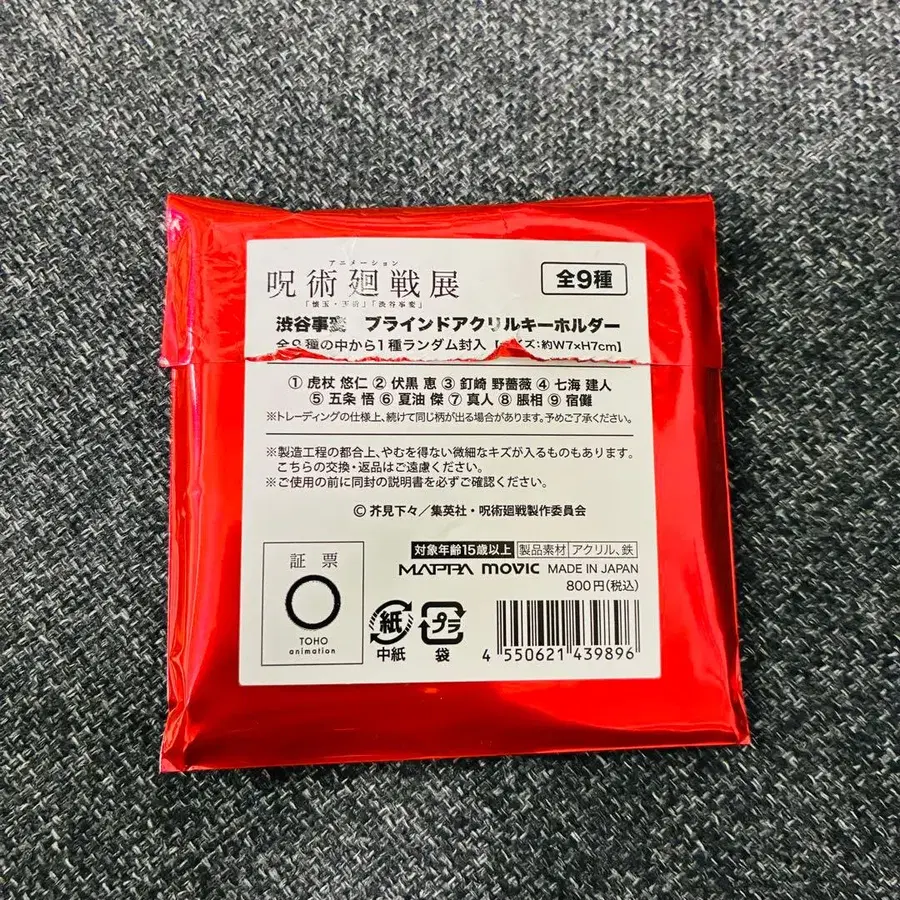 アニメーション
呪術廻戦展
全9種
「懐玉・玉折」「渋谷事変」
渋谷事変 ブラインドアクリルキーホルダー
種の中から1種ランダム封入 ズ:約W7×H7cm】
① 虎杖 悠仁 ② 伏黒 恵 ③ 釘崎 野薔薇 ④ 七海 建人
⑤ 五条 悟 ⑥ 夏油 傑 ⑦ 真人 ⑧ 脹相 ⑨ 宿儺
※トレーディングの仕様上、続けて同じ柄が出る場合があります。予めご了承ください。
※製造工程の都合上、やむを得ない微細なキズが入るものもあります。
こちらの交換・返品はご遠慮ください。
※ご使用の前に同封の説明書を必ずご確認ください。
© 芥見下々/集英社・呪術廻戦製作委員会
対象年齢15歳以上 製品素材 アクリル、鉄
MAPPA movic MADE IN JAPAN
800円(税込)
証票
TOHO
animation
紙
中紙
プラ
袋
4 550621 439896